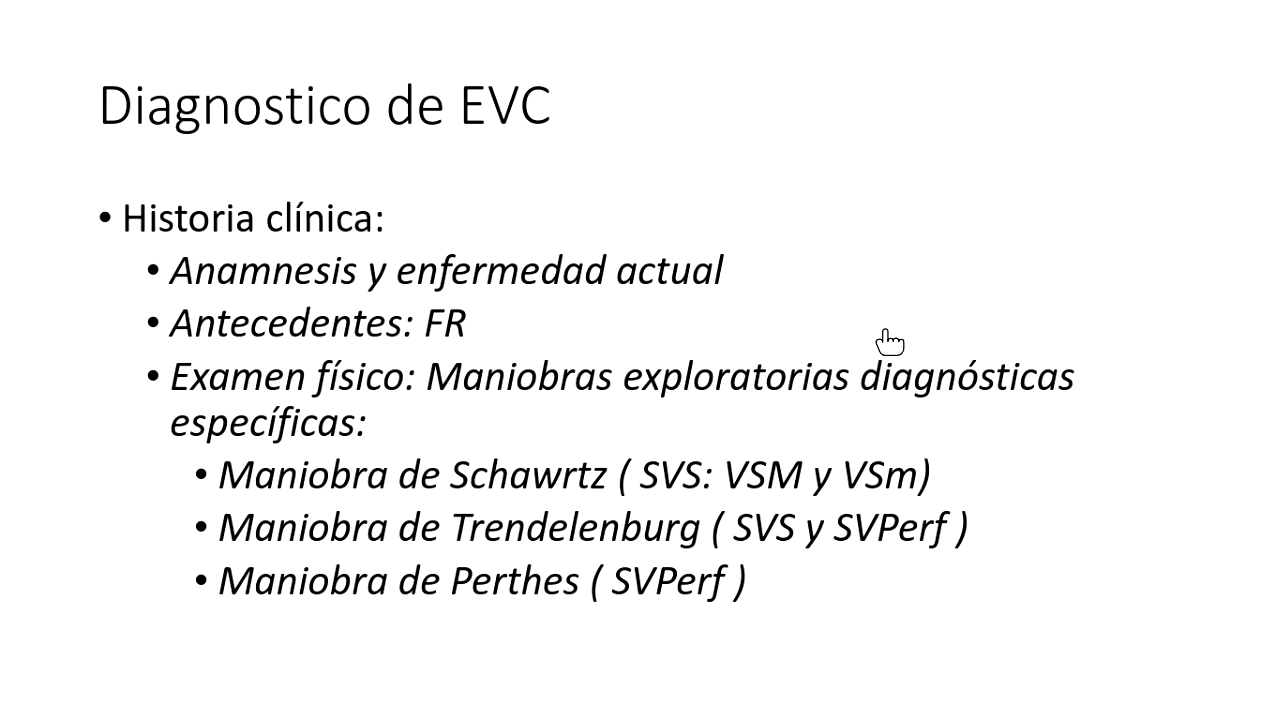 Diagnostico de EVC
• Historia clínica:
• Anamnesis y enfermedad actual
• Antecedentes: FR
• Examen físico: Maniobras exploratorias diagnósticas
específicas:
• Maniobra de Schawrtz ( SVS: VSM y VSm)
• Maniobra de Trendelenburg ( SVS y SVPerf )
• Maniobra de Perthes ( SVPerf )